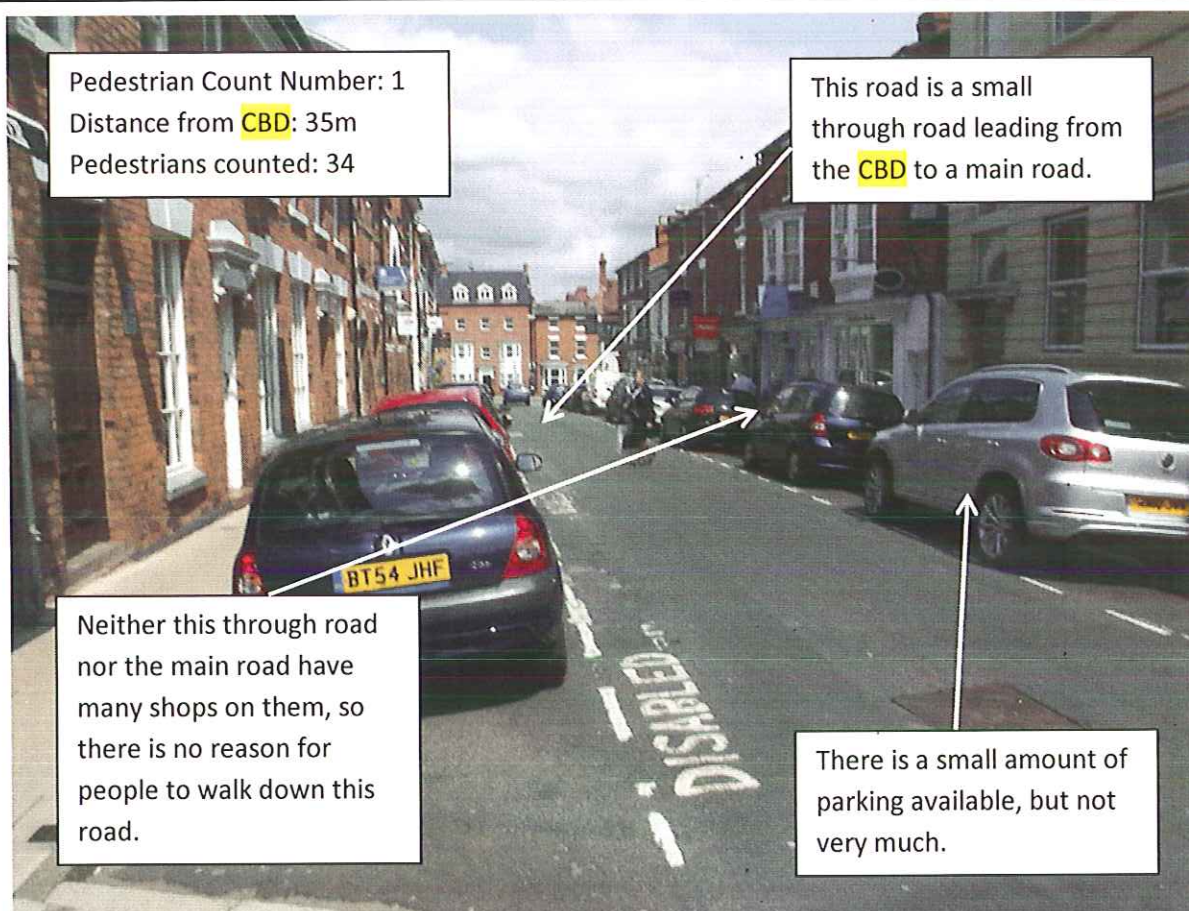 Pedestrian Count Number: 1
Distance from CBD: 35m
Pedestrians counted: 34
This road is a small
through road leading from
the CBD to a main road.
BT54 JHF
Neither this through road
nor the main road have
many shops on them, so
there is no reason for
people to walk down this
road.
DISABLED
There is a small amount of
parking available, but not
very much.